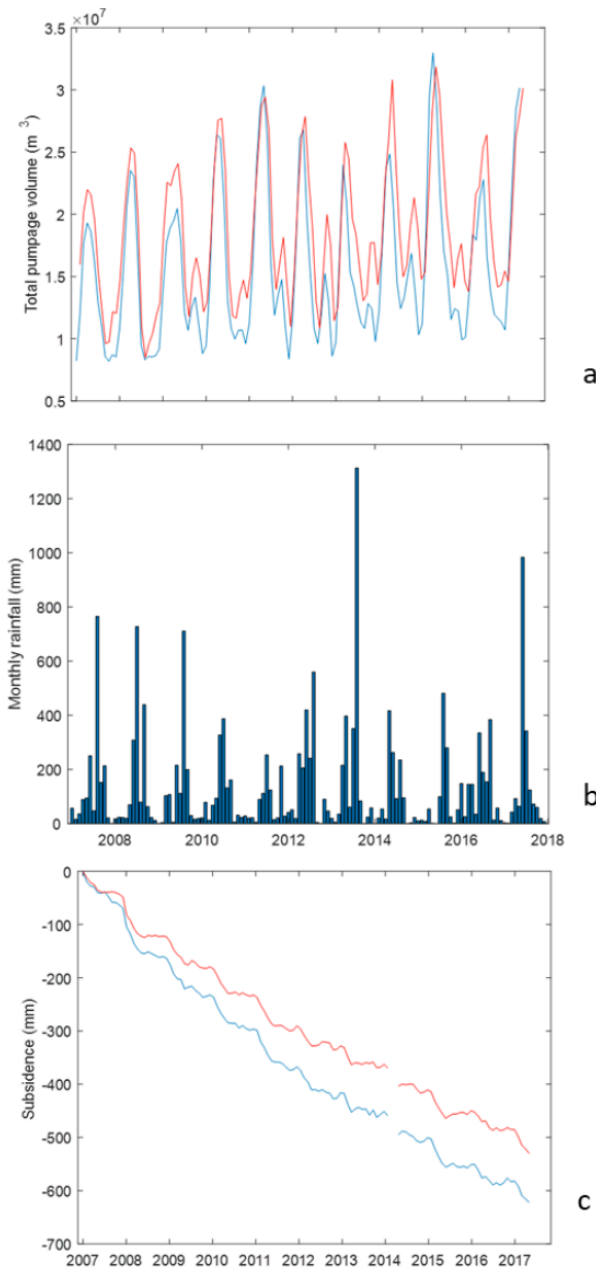 ×10⁷
3.5
3
2.5
2
1.5
1
0.5
Total pumpage volume (m³)
2008 2010 2012 2014 2016
a
1400
1200
1000
800
600
400
200
0
Monthly rainfall (mm)
2008 2010 2012 2014 2016 2018
b
0
-100
-200
-300
-400
-500
-600
-700
Subsidence (mm)
2007 2008 2009 2010 2011 2012 2013 2014 2015 2016 2017
c